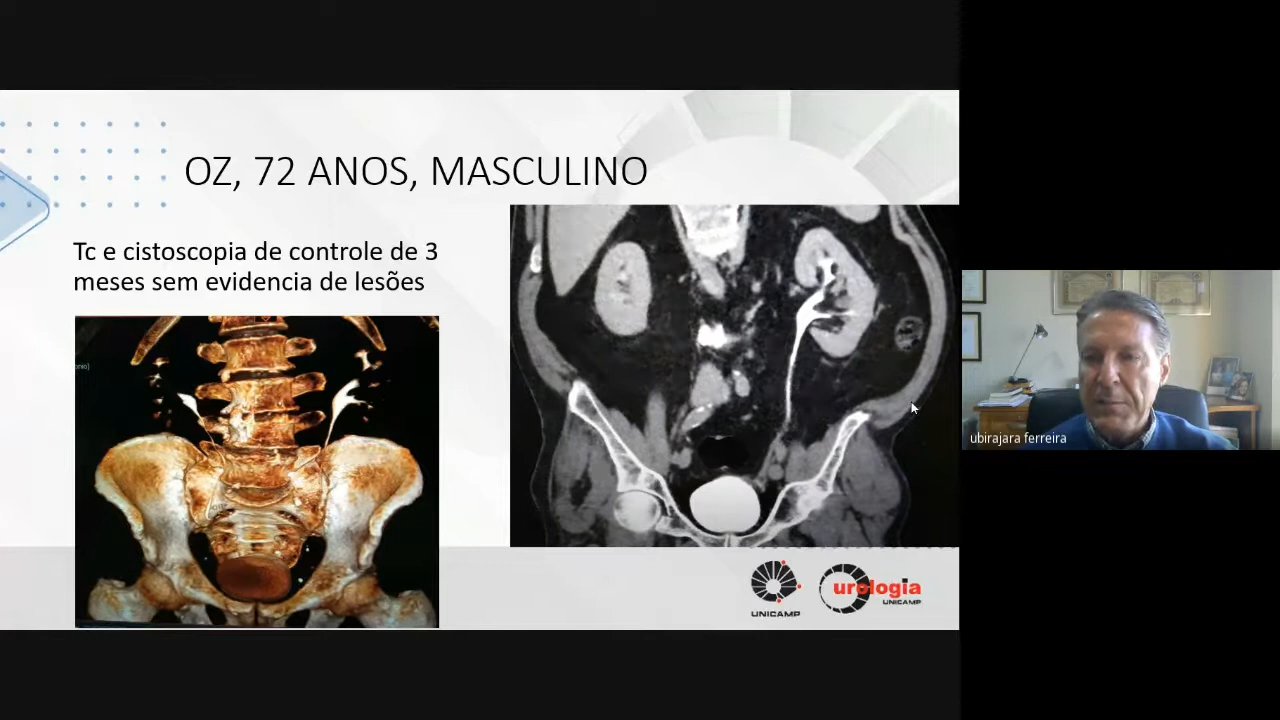 OZ, 72 ANOS, MASCULINO
Tc e cistoscopia de controle de 3
meses sem evidencia de lesões
UNICAMP
urologia
UNICAMP
ubirajara ferreira